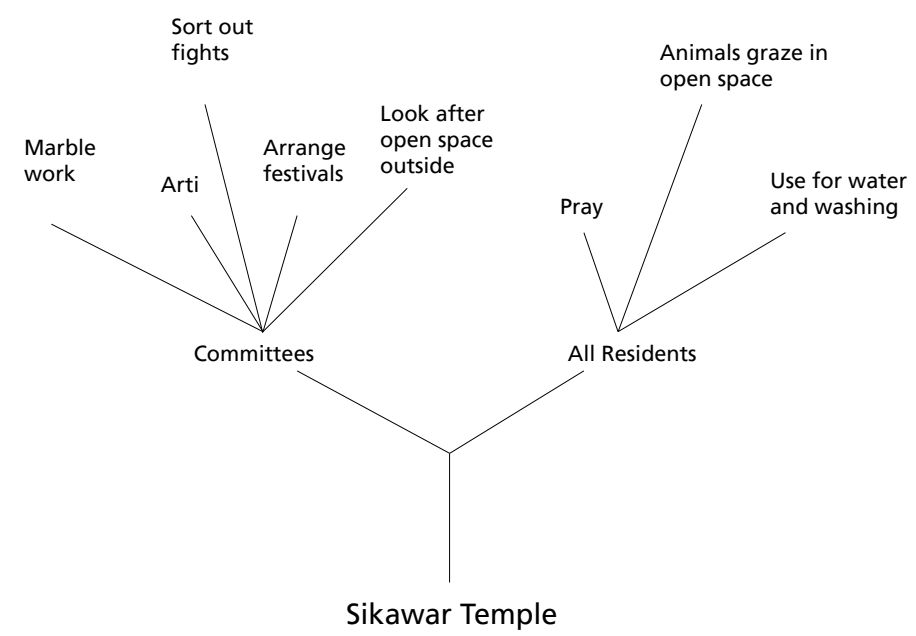 Sort out
fights
Animals graze in
open space
Look after
open space
outside
Marble
work
Arrange
festivals
Arti
Use for water
and washing
Pray
Committees
All Residents
Sikawar Temple